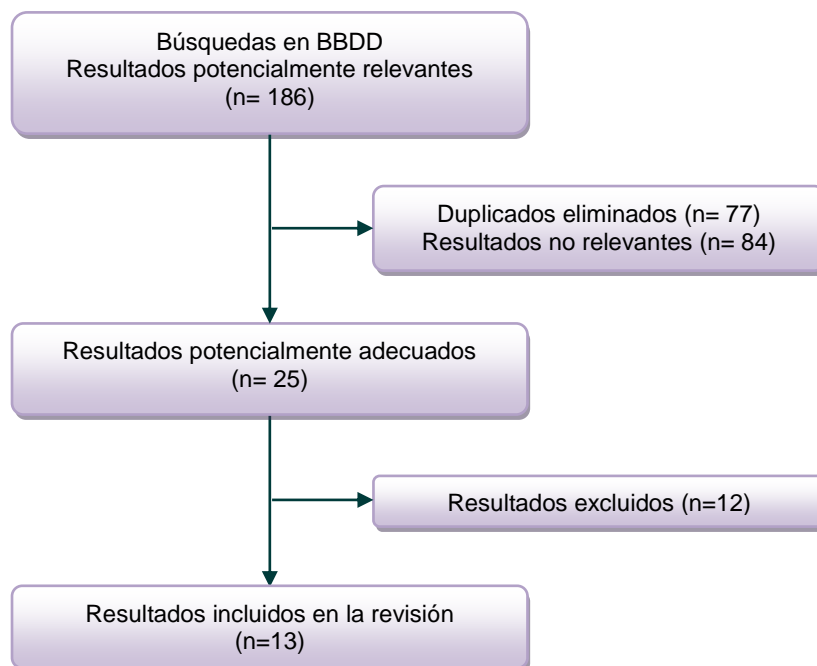 Búsquedas en BBDD
Resultados potencialmente relevantes
(n= 186)
Duplicados eliminados (n= 77)
Resultados no relevantes (n= 84)
Resultados potencialmente adecuados
(n= 25)
Resultados excluidos (n=12)
Resultados incluidos en la revisión
(n=13)